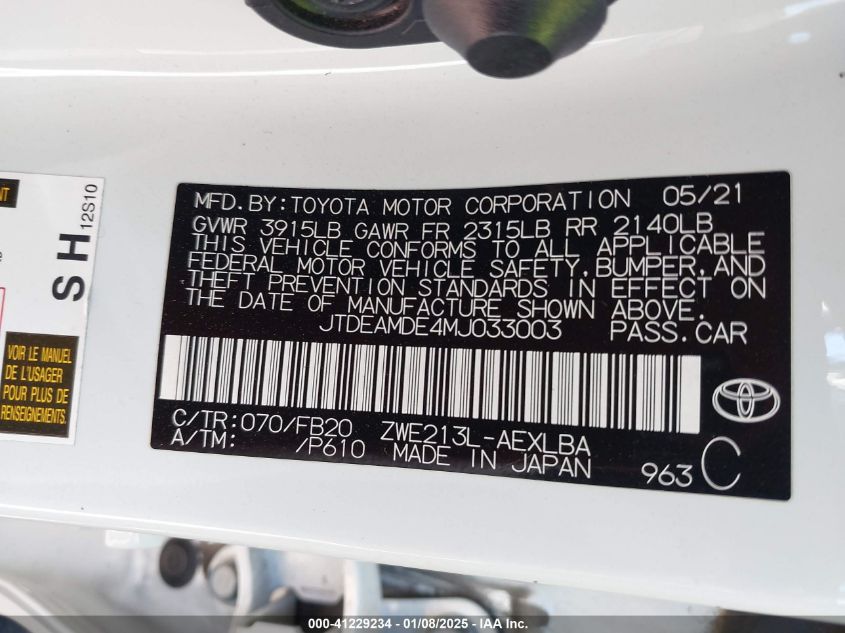 NT
S H
12S10
VOIR LE MANUEL
DE L'USAGER
POUR PLUS DE
RENSEIGNEMENTS.
MFD.BY:TOYOTA MOTOR CORPORATION 05/21
GVWR 3915LB GAWR FR 2315LB RR 2140LB
THIS VEHICLE CONFORMS TO ALL APPLICABLE
FEDERAL MOTOR VEHICLE SAFETY,BUMPER,AND
THEFT PREVENTION STANDARDS IN EFFECT ON
THE DATE OF MANUFACTURE SHOWN ABOVE.
JTDEAMDE4MJ033003 PASS.CAR
C/TR:070/FB20 ZWE213L-AEXLBA
A/TM: /P610 MADE IN JAPAN 963 C
000-41229234 - 01/08/2025 - IAA, Inc.